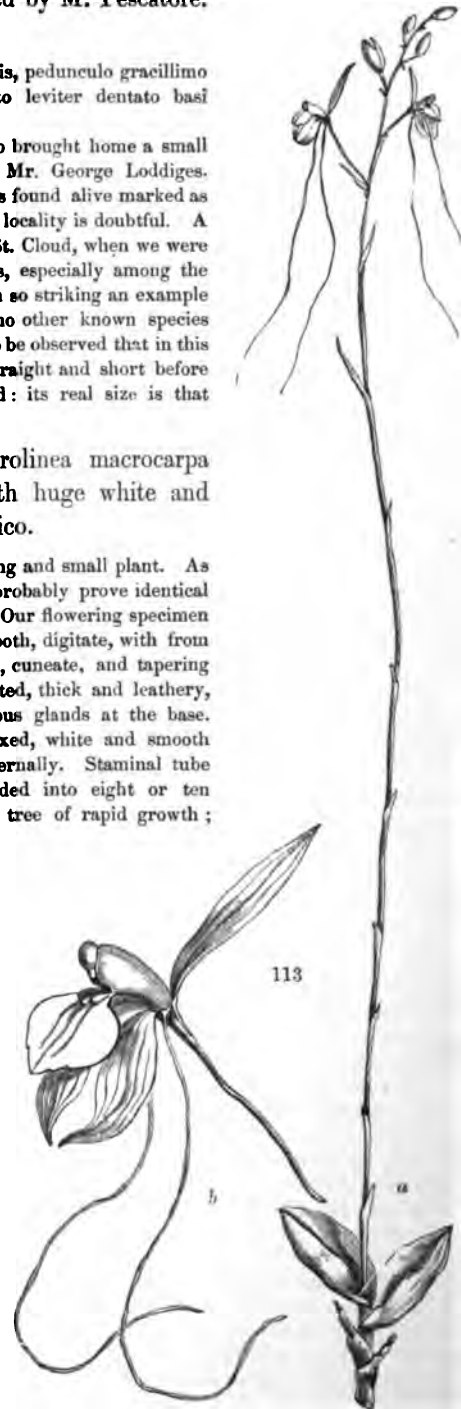 ed by M. Pescatore.
is, pedunculo gracillimo
to leviter dentato basi
o brought home a small
Mr. George Loddiges.
s found alive marked as
locality is doubtful. A
St. Cloud, when we were
s, especially among the
n so striking an example
no other known species
o be observed that in this
raight and short before
d: its real size is that
rolinea macrocarpa
th huge white and
ico.
ng and small plant. As
probably prove identical
Our flowering specimen
ooth, digitate, with from
, cuneate, and tapering
ted, thick and leathery,
ous glands at the base.
xed, white and smooth
ernally. Staminal tube
ded into eight or ten
tree of rapid growth;
113
b
a